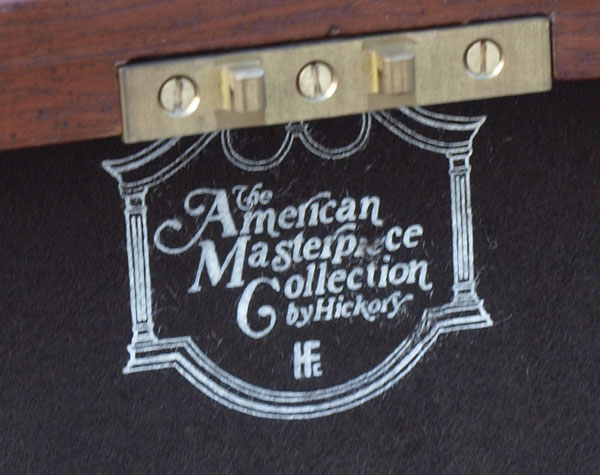 The
American
Masterpiece
Collection
by Hickory
HFC